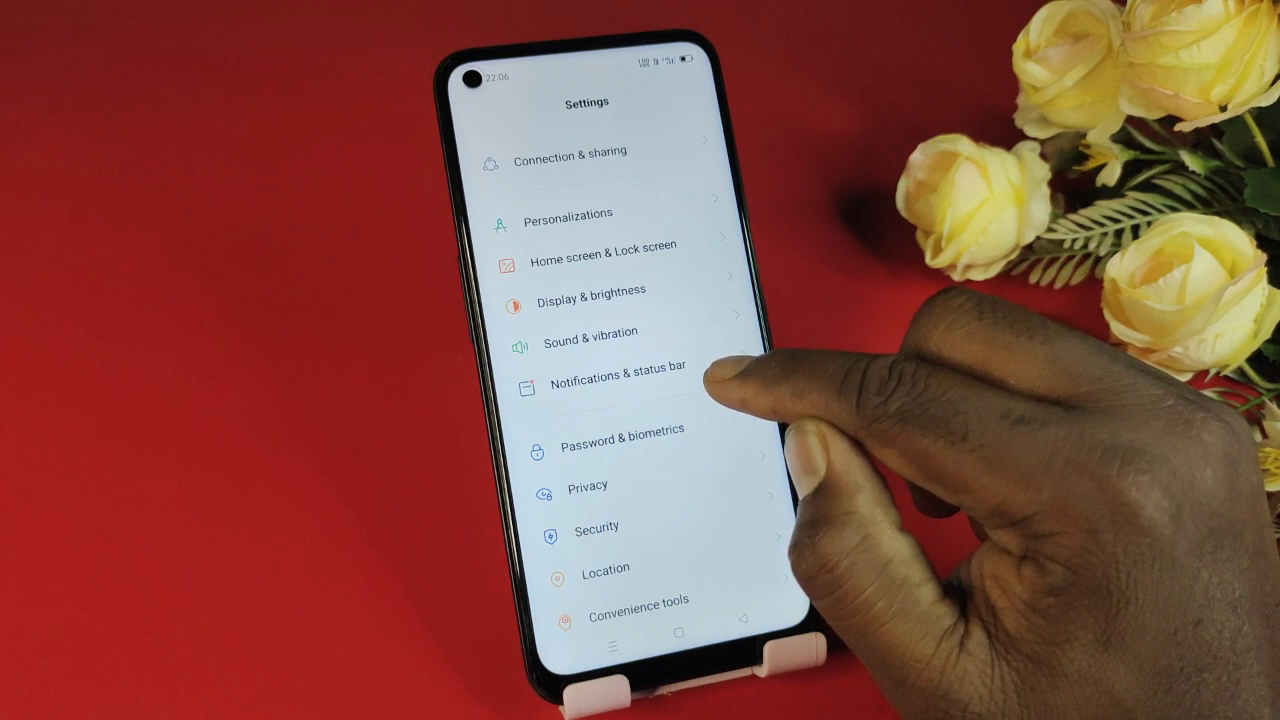 22:06
Settings
Connection & sharing
Personalizations
Home screen & Lock screen
Display & brightness
Sound & vibration
Notifications & status bar
Password & biometrics
Privacy
Security
Location
Convenience tools